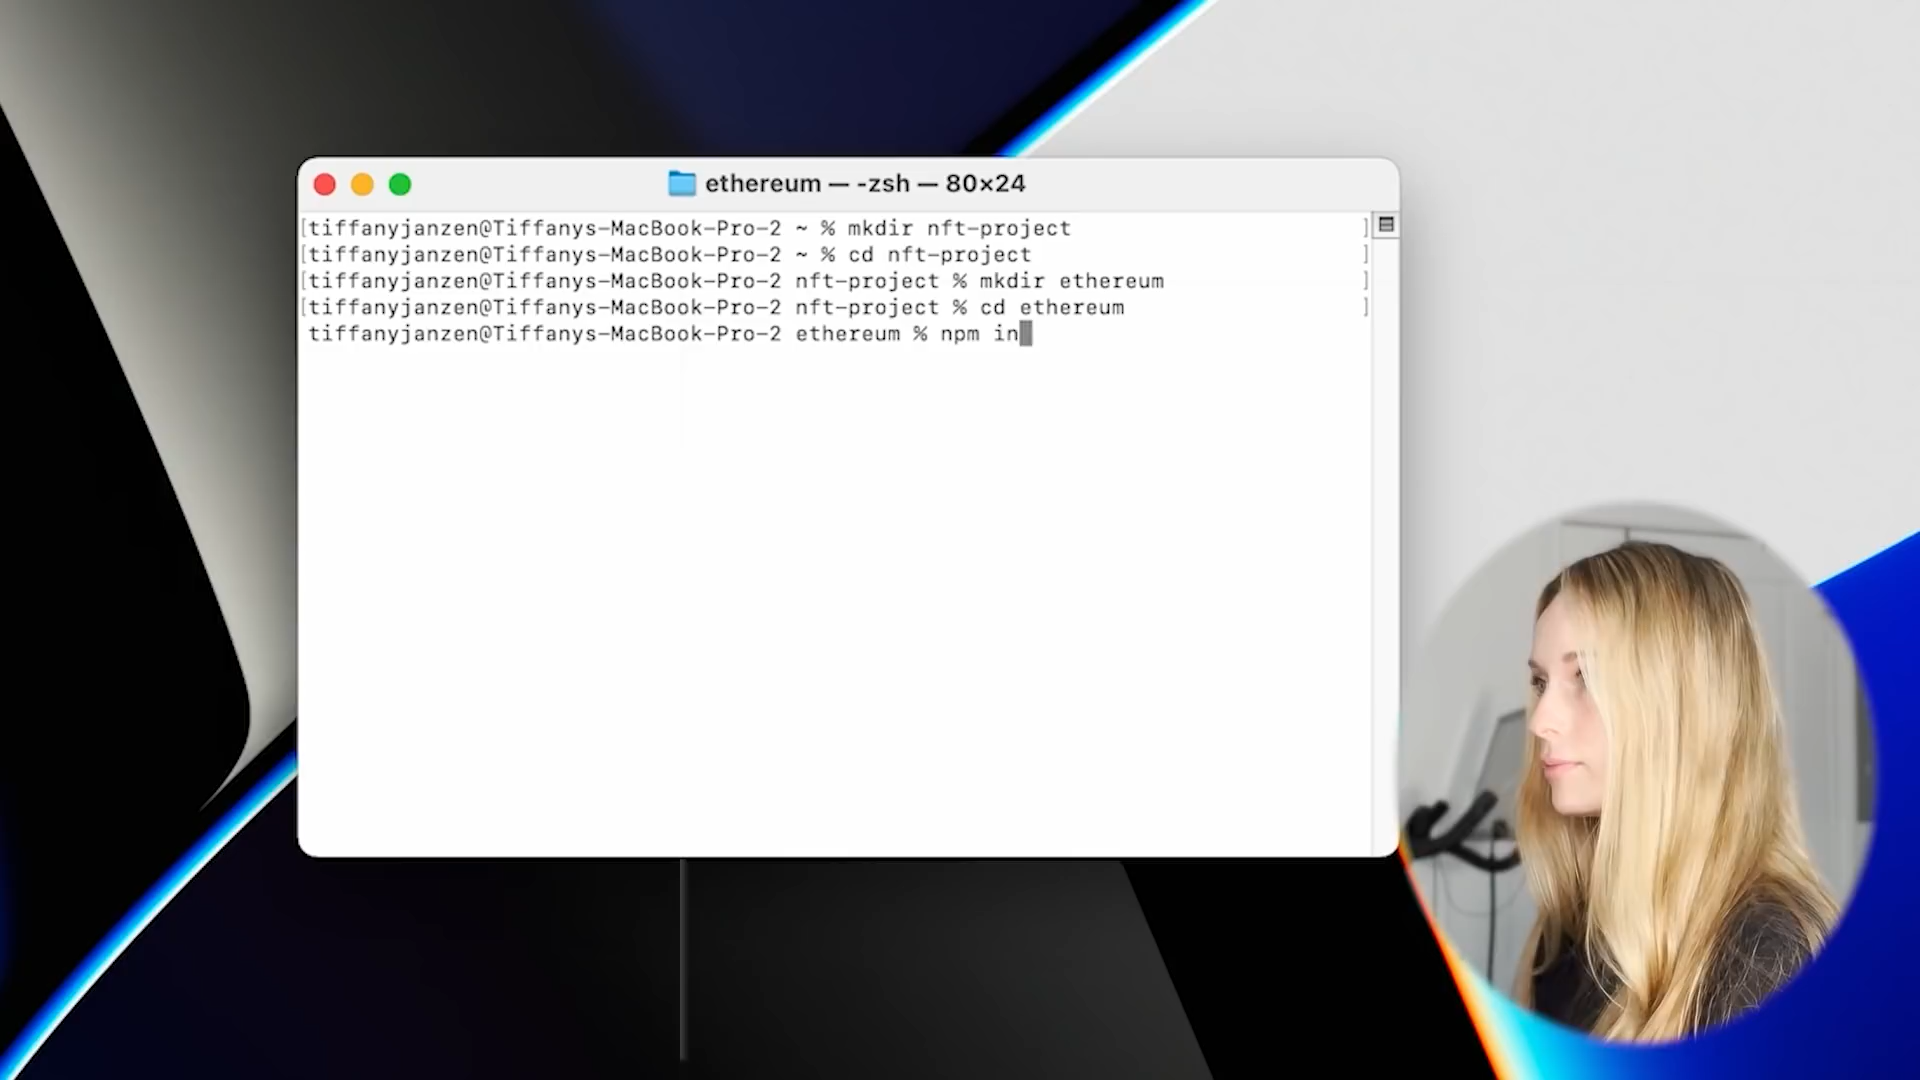 ethereum — -zsh — 80×24
[tiffanyjanzen@Tiffanys-MacBook-Pro-2 ~ % mkdir nft-project ]
[tiffanyjanzen@Tiffanys-MacBook-Pro-2 ~ % cd nft-project ]
[tiffanyjanzen@Tiffanys-MacBook-Pro-2 nft-project % mkdir ethereum ]
[tiffanyjanzen@Tiffanys-MacBook-Pro-2 nft-project % cd ethereum ]
tiffanyjanzen@Tiffanys-MacBook-Pro-2 ethereum % npm in